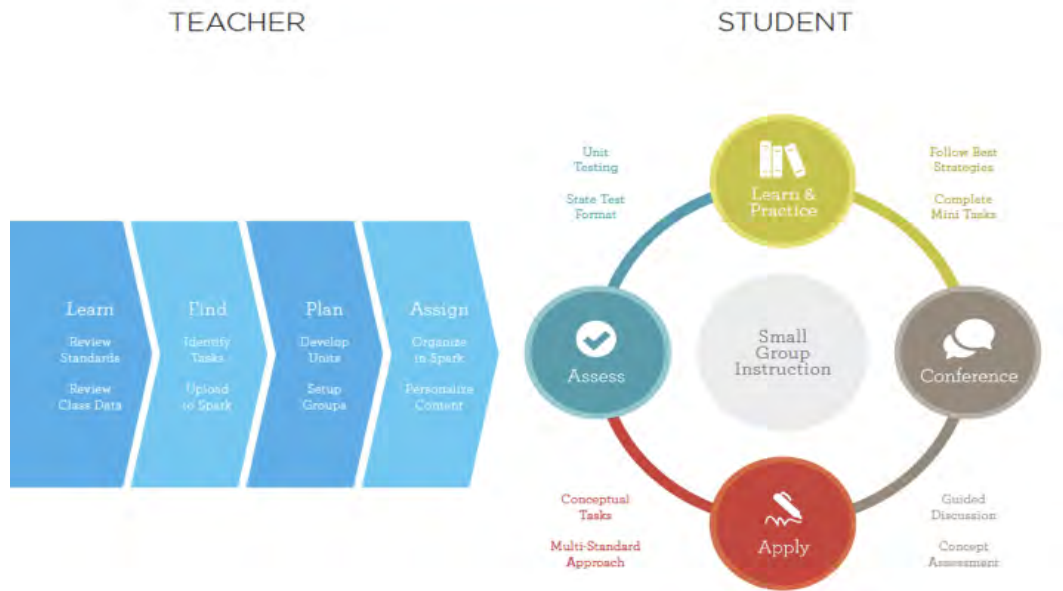 TEACHER
Learn
Review
Standards
Review
Class Data
Find
Identify
Tasks
Upload
to Spark
Plan
Develop
Units
Setup
Groups
Assign
Organize
in Spark
Personalize
Content
STUDENT
Unit
Testing
State Test
Format
Learn &
Practice
Follow Best
Strategies
Complete
Mini Tasks
Assess
Small
Group
Instruction
Conference
Conceptual
Tasks
Multi-Standard
Approach
Apply
Guided
Discussion
Concept
Assessment